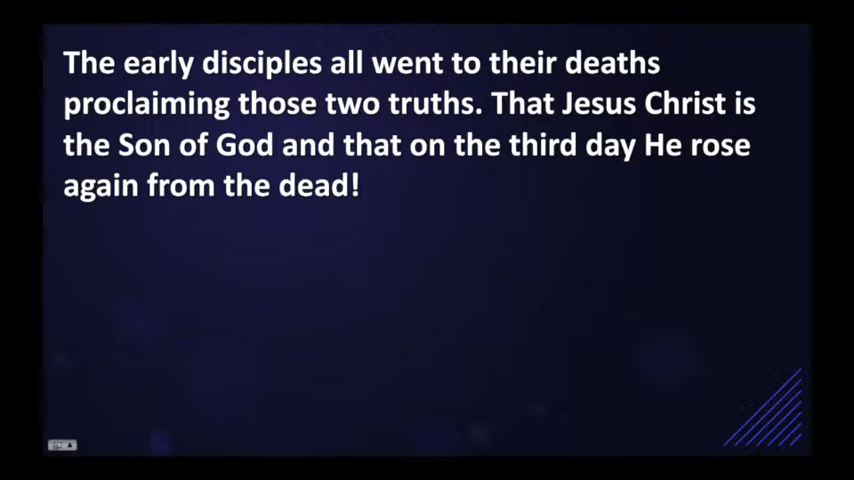 The early disciples all went to their deaths
proclaiming those two truths. That Jesus Christ is
the Son of God and that on the third day He rose
again from the dead!